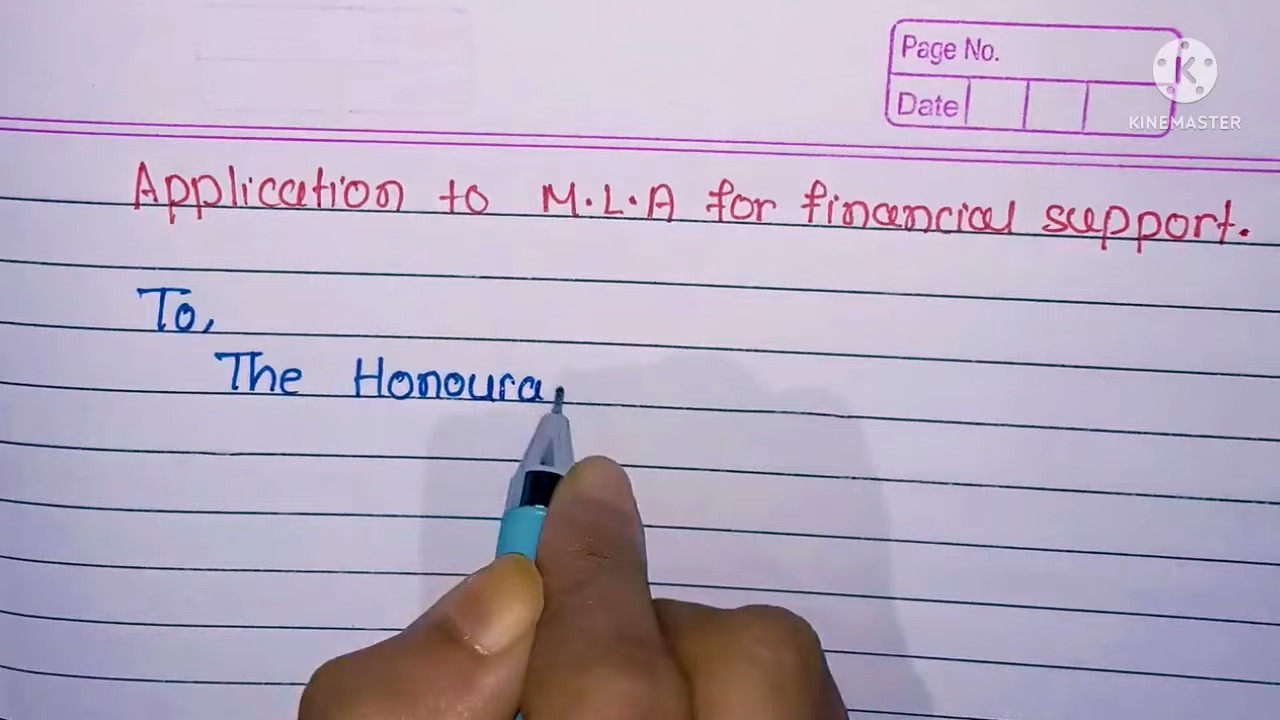 Page No.
Date
KINEMASTER
Application to M.L.A for financial support.
To,
The Honoura